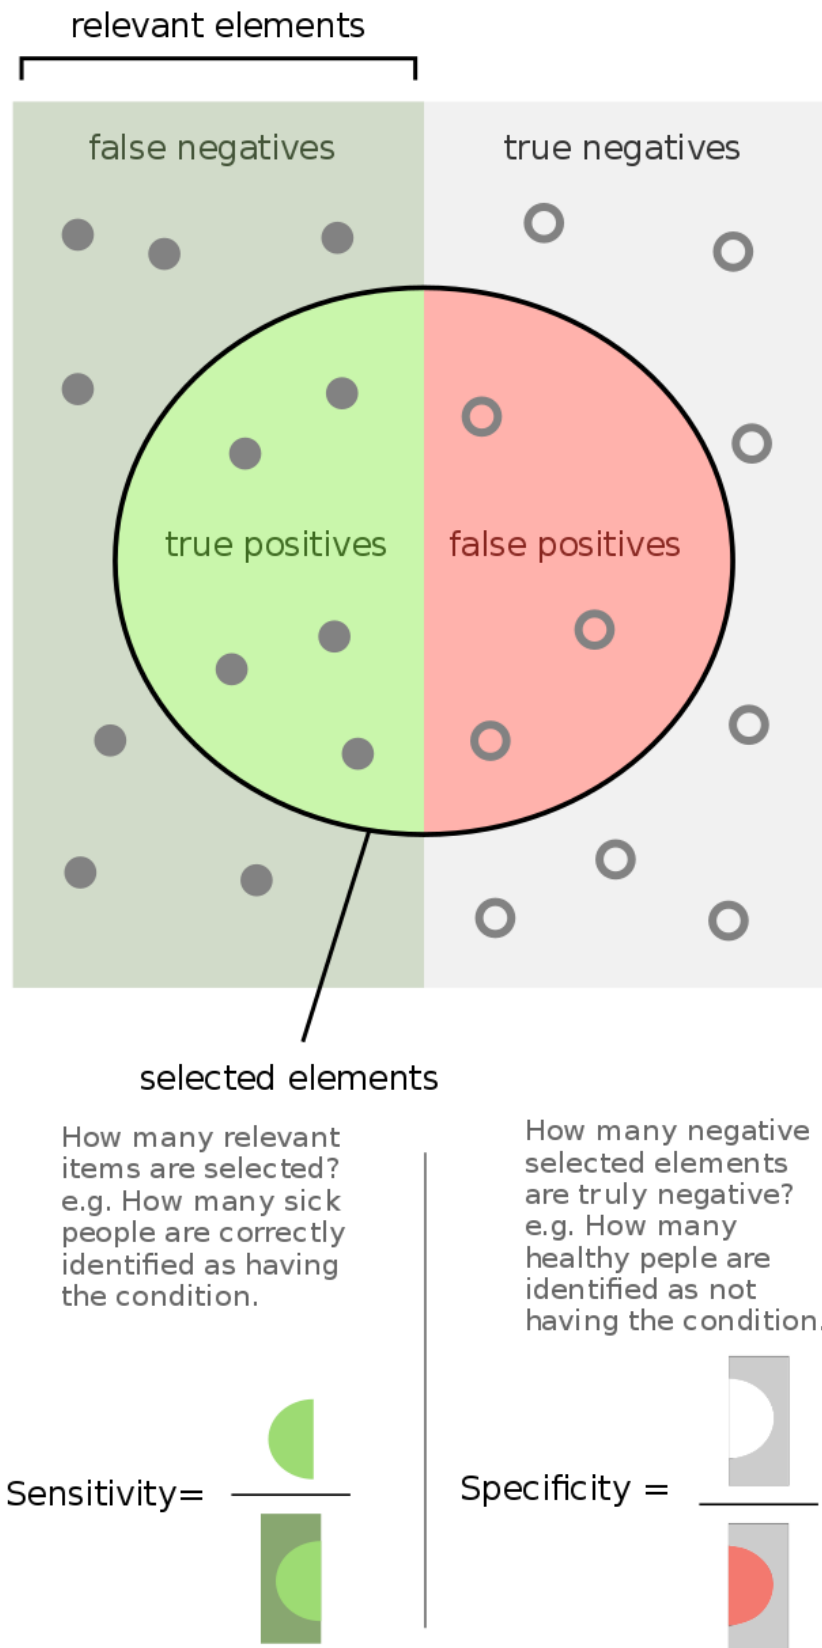 relevant elements
false negatives
true negatives
true positives
false positives
selected elements
How many relevant
items are selected?
e.g. How many sick
people are correctly
identified as having
the condition.
How many negative
selected elements
are truly negative?
e.g. How many
healthy peple are
identified as not
having the condition.
Sensitivity=
Specificity =